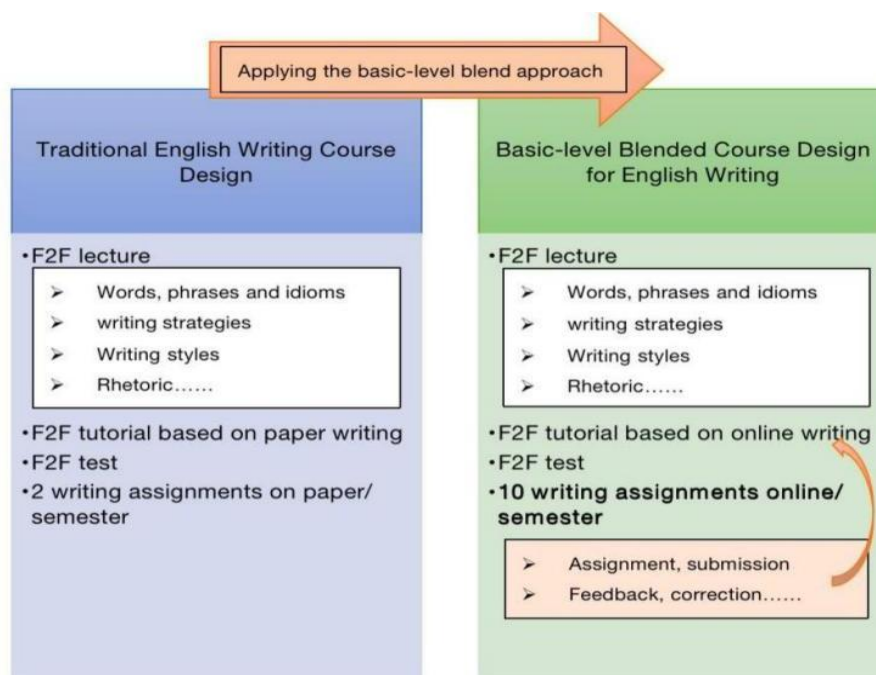 Applying the basic-level blend approach
Traditional English Writing Course
Design
•F2F lecture
➢ Words, phrases and idioms
➢ writing strategies
➢ Writing styles
➢ Rhetoric……
•F2F tutorial based on paper writing
•F2F test
•2 writing assignments on paper/
semester
Basic-level Blended Course Design
for English Writing
•F2F lecture
➢ Words, phrases and idioms
➢ writing strategies
➢ Writing styles
➢ Rhetoric……
•F2F tutorial based on online writing
•F2F test
•10 writing assignments online/
semester
➢ Assignment, submission
➢ Feedback, correction……